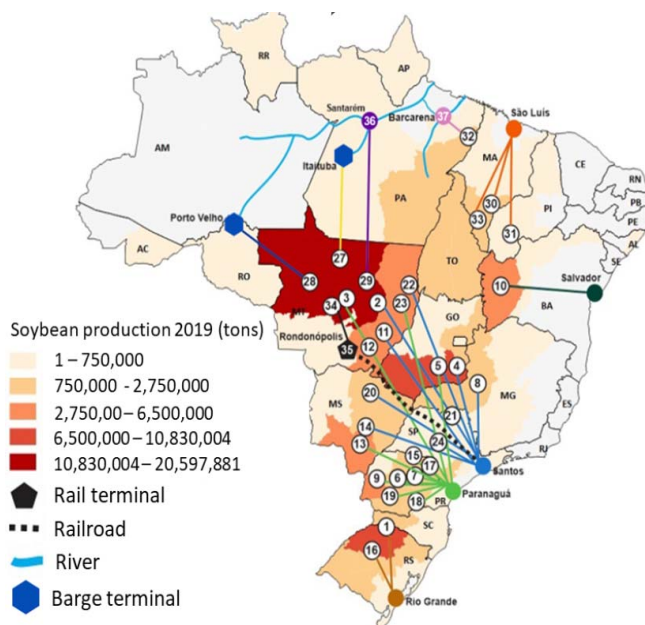 RR
AP
Santarém
36
Barcarena
37
São Luís
32
AM
Itaituba
MA
CE
RN
PB
PE
PI
PA
30
33
31
AL
SE
Porto Velho
AC
RO
27
28
29
22
TO
10
Salvador
BA
34
3
2
23
MT
GO
Soybean production 2019 (tons)
1 – 750,000
750,000 - 2,750,000
2,750,00 – 6,500,000
6,500,000 – 10,830,004
10,830,004 – 20,597,881
Rail terminal
Railroad
River
Barge terminal
Rondonópolis
11
35
12
5
4
8
MG
ES
MS
20
21
RJ
14
SP
24
13
15
17
Santos
9
6
7
Paranaguá
19
18
PR
1
SC
16
RS
Rio Grande